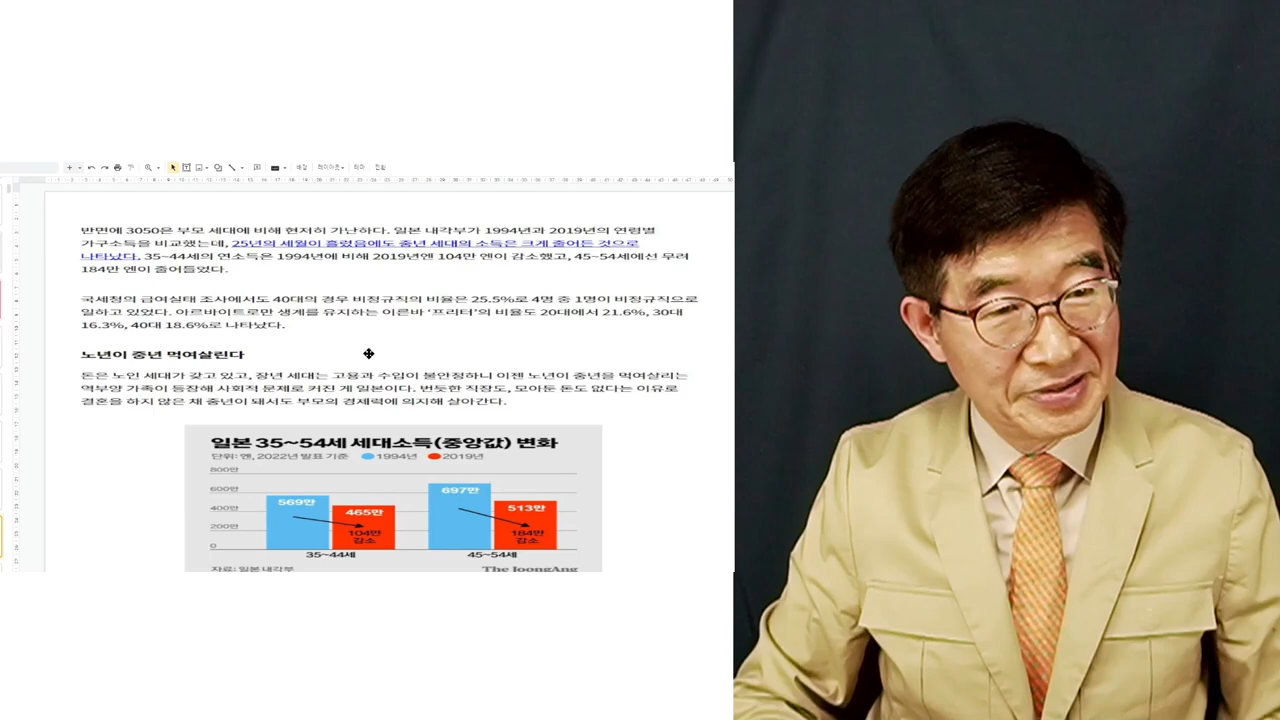 배경
레이아웃
테마
전환
반면에 3050은 부모 세대에 비해 현저히 가난하다. 일본 내각부가 1994년과 2019년의 연령별
가구소득을 비교했는데, 25년의 세월이 흘렀음에도 중년 세대의 소득은 크게 줄어든 것으로
나타났다. 35~44세의 연소득은 1994년에 비해 2019년엔 104만 엔이 감소했고, 45~54세에선 무려
184만 엔이 줄어들었다.
국세청의 급여실태 조사에서도 40대의 경우 비정규직의 비율은 25.5%로 4명 중 1명이 비정규직으로
일하고 있었다. 아르바이트로만 생계를 유지하는 이른바 ‘프리터’의 비율도 20대에서 21.6%, 30대
16.3%, 40대 18.6%로 나타났다.
노년이 중년 먹여살린다
돈은 노인 세대가 갖고 있고, 장년 세대는 고용과 수입이 불안정하니 이젠 노년이 중년을 먹여살리는
역부양 가족이 등장해 사회적 문제로 커진 게 일본이다. 번듯한 직장도, 모아둔 돈도 없다는 이유로
결혼을 하지 않은 채 중년이 돼서도 부모의 경제력에 의지해 살아간다.
일본 35~54세 세대소득(중앙값) 변화
단위: 엔, 2022년 발표 기준 1994년 2019년
800만
600만
400만
200만
0
569만
465만
104만
감소
697만
513만
184만
감소
35~44세
45~54세
자료: 일본 내각부
The JoongAng